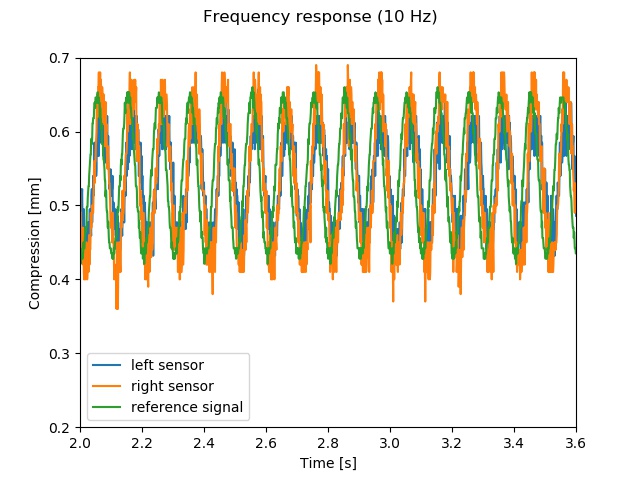 Frequency response (10 Hz)
0.7
0.6
0.5
0.4
0.3
0.2
Compression [mm]
left sensor
right sensor
reference signal
2.0 2.2 2.4 2.6 2.8 3.0 3.2 3.4 3.6
Time [s]